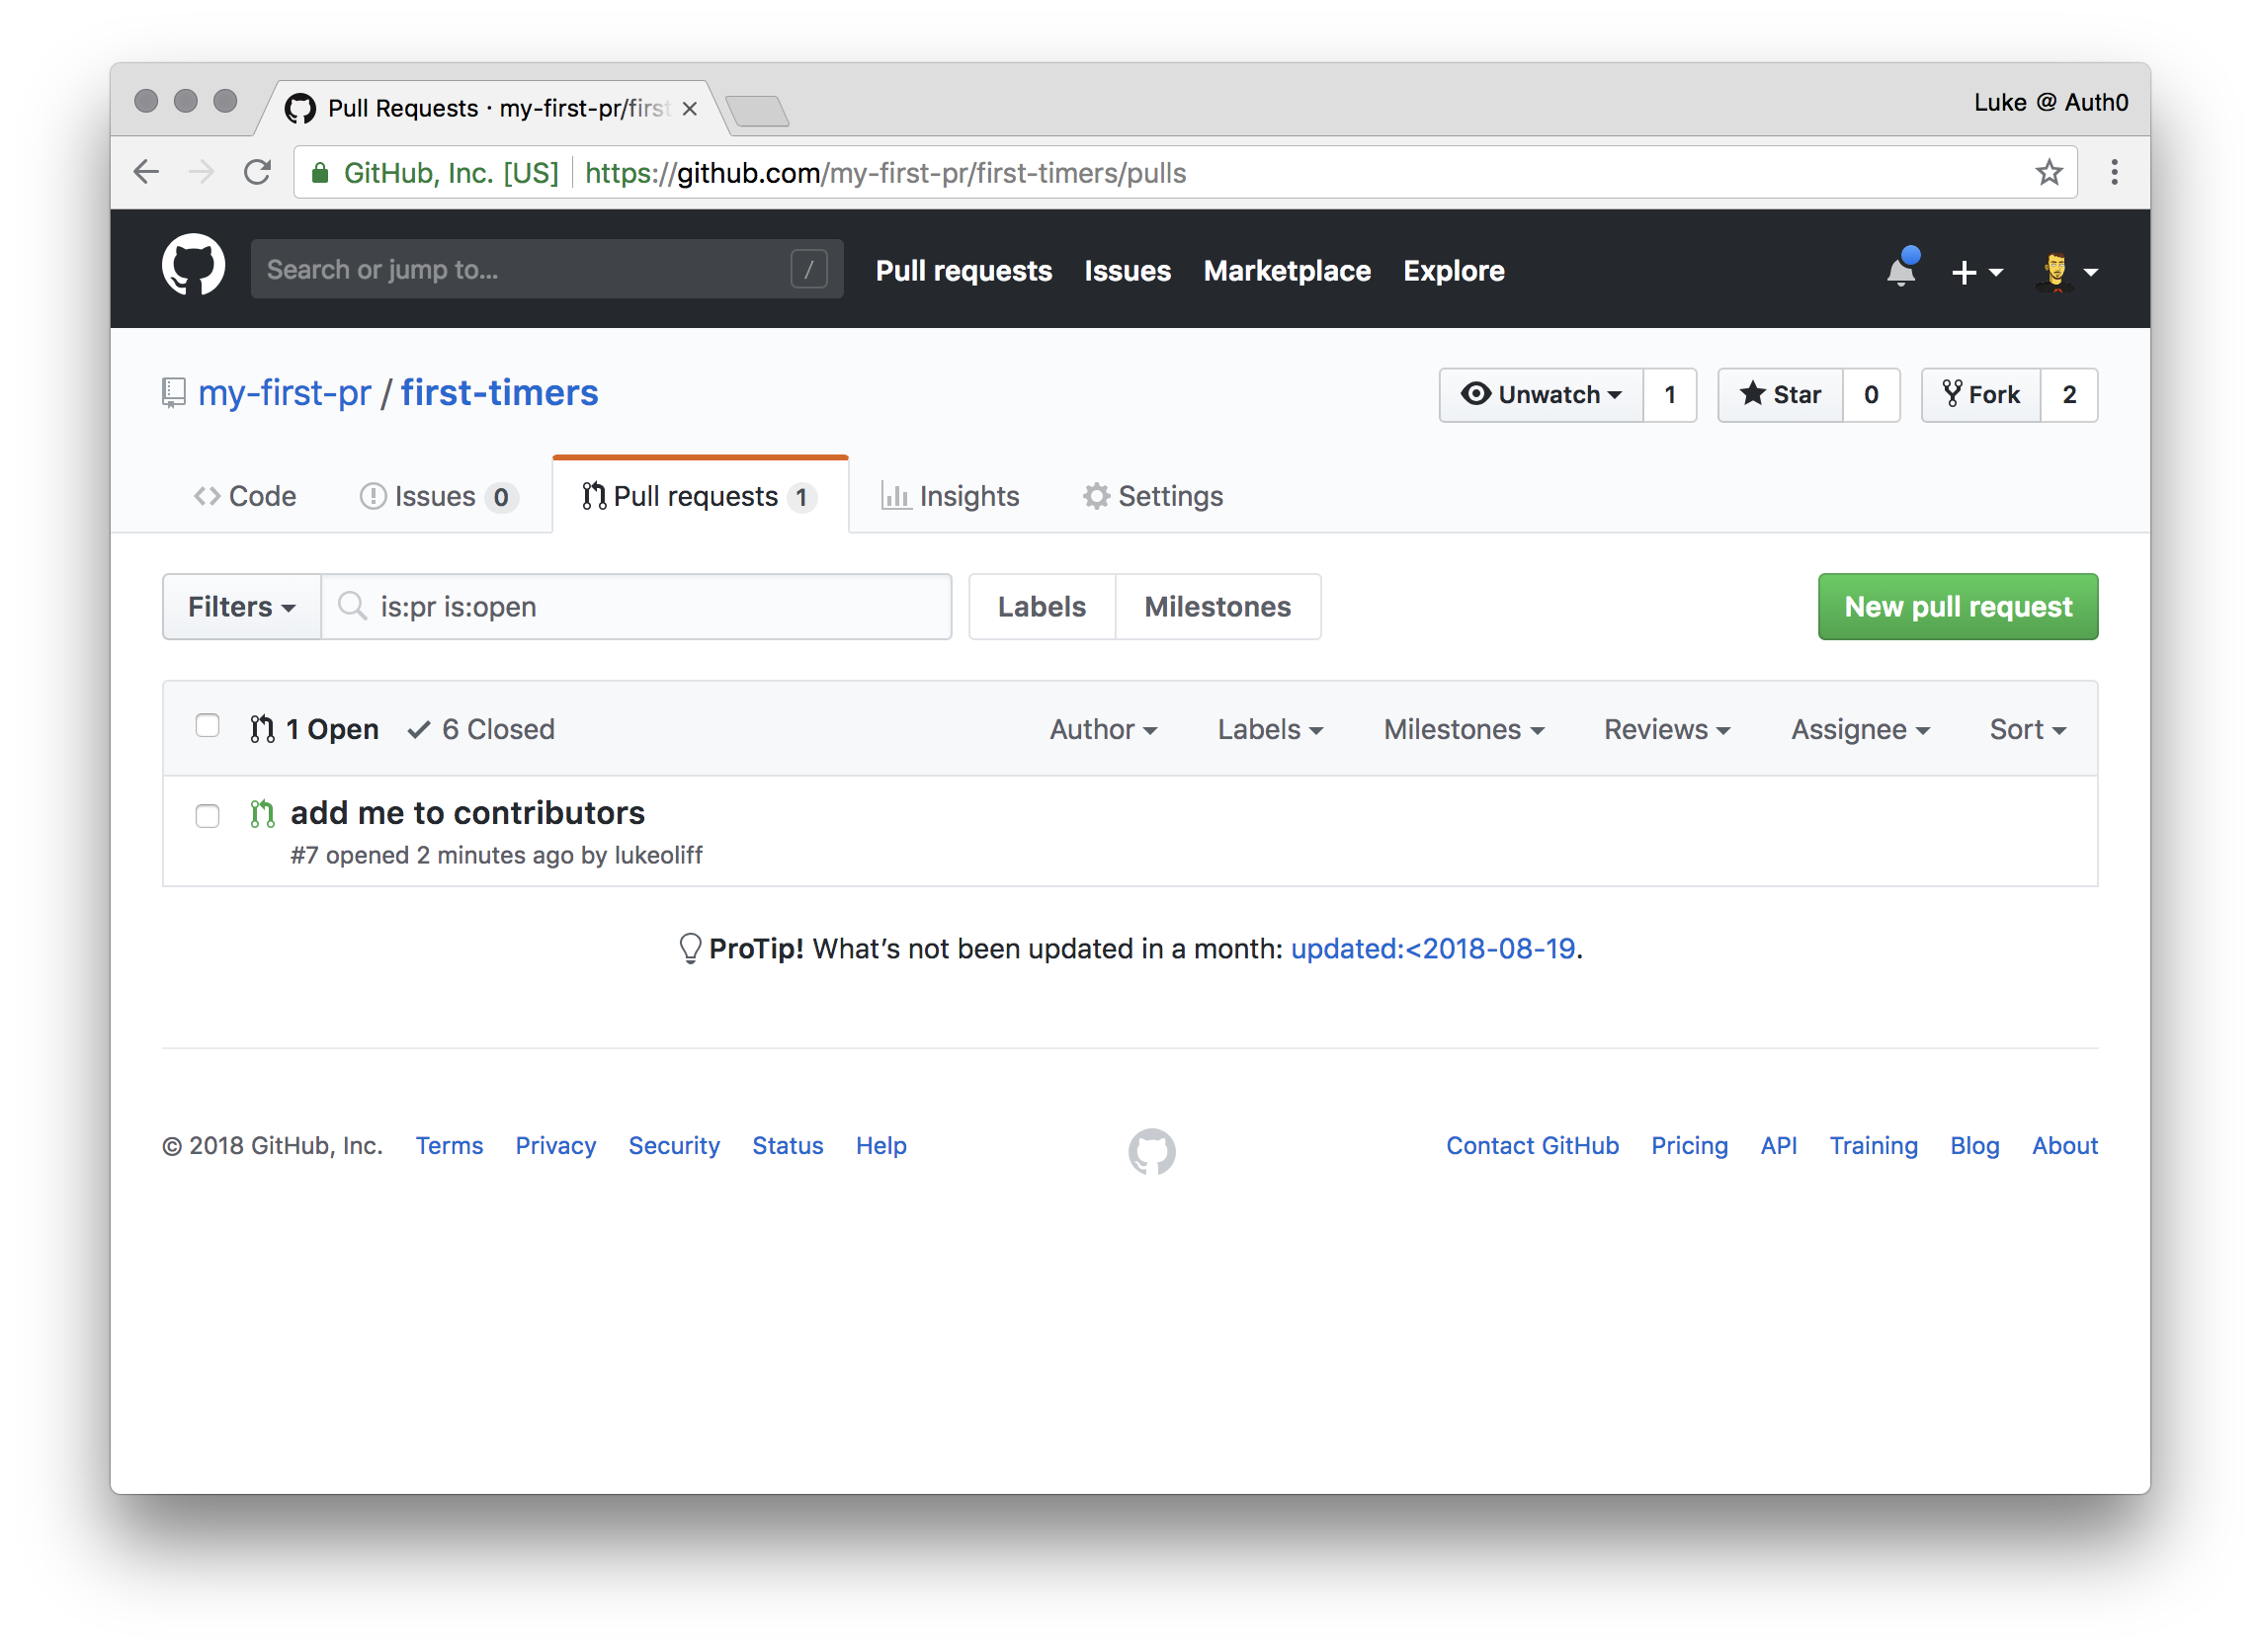 Pull Requests · my-first-pr/first
Luke @ Auth0
GitHub, Inc. [US] https://github.com/my-first-pr/first-timers/pulls
Search or jump to... / Pull requests Issues Marketplace Explore
my-first-pr / first-timers Unwatch 1 Star 0 Fork 2
Code Issues 0 Pull requests 1 Insights Settings
Filters is:pr is:open Labels Milestones New pull request
1 Open 6 Closed Author Labels Milestones Reviews Assignee Sort
add me to contributors
#7 opened 2 minutes ago by lukeoliff
ProTip! What’s not been updated in a month: updated:<2018-08-19.
© 2018 GitHub, Inc. Terms Privacy Security Status Help Contact GitHub Pricing API Training Blog About